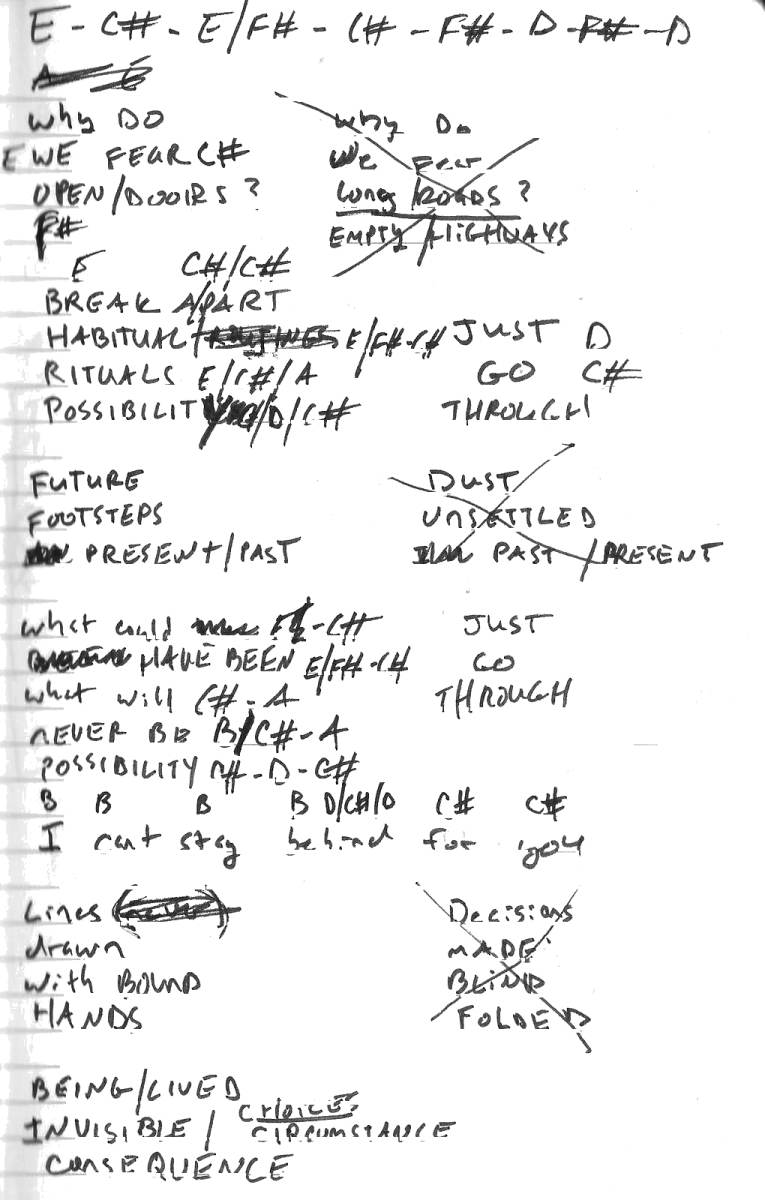 E - C# - E/F# - C# - F# - D - F# - D
A
Why DO Why Do
E WE FEAR C# We Fear
OPEN/DOORS? Long/ROADS?
F# EMPTY/HIGHWAYS
E C#/C#
BREAK APART
HABITUAL/ROUTINES E/F#-C# JUST D
RITUALS E/C#/A GO C#
POSSIBILITY /D/C# THROUGH
FUTURE DUST
FOOTSTEPS UNSETTLED
PRESENT/PAST IN PAST/PRESENT
What could -C# JUST
HAVE BEEN E/F#-C# GO
What will C#-A THROUGH
NEVER BE B/C#-A
POSSIBILITY -D-C#
B B B B D/C#/D C# C#
I cant stay behind for you
Lines (never) Decisions
drawn MADE
With BOUND BLIND
HANDS FOLDED
BEING/LIVED
INVISIBLE / CHOICES
CIRCUMSTANCE
CONSEQUENCE